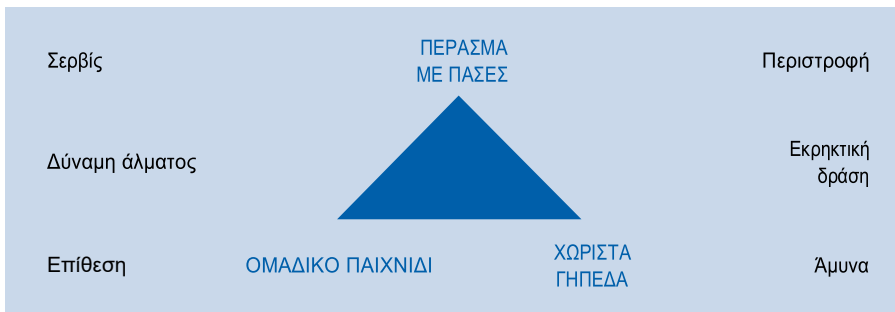 Σερβίς
ΠΕΡΑΣΜΑ
ΜΕ ΠΑΣΕΣ
Περιστροφή
Δύναμη άλματος
Εκρηκτική
δράση
Επίθεση
ΟΜΑΔΙΚΟ ΠΑΙΧΝΙΔΙ
ΧΩΡΙΣΤΑ
ΓΗΠΕΔΑ
Άμυνα